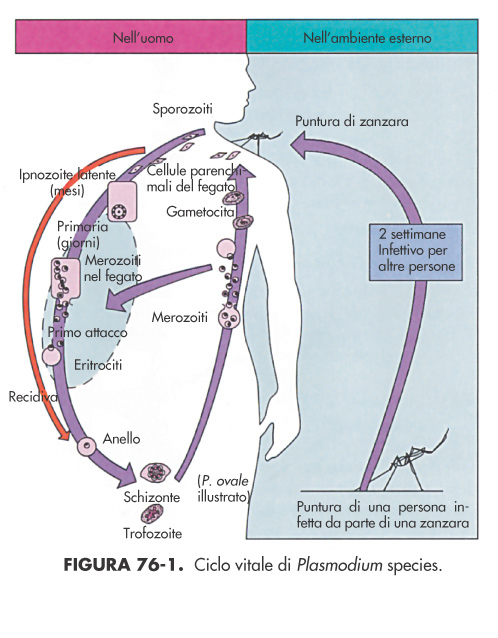 Nell'uomo
Nell'ambiente esterno
Sporozoiti
Puntura di zanzara
Ipnozoite latente
(mesi)
Cellule parenchi-
mali del fegato
Gametocita
Primaria
(giorni)
Merozoiti
nel fegato
2 settimane
Infettivo per
altre persone
Merozoiti
Primo attacco
Eritrociti
Recidiva
Anello
Schizonte
(P. ovale
illustrato)
Trofozoite
Puntura di una persona in-
fetta da parte di una zanzara
FIGURA 76-1. Ciclo vitale di Plasmodium species.